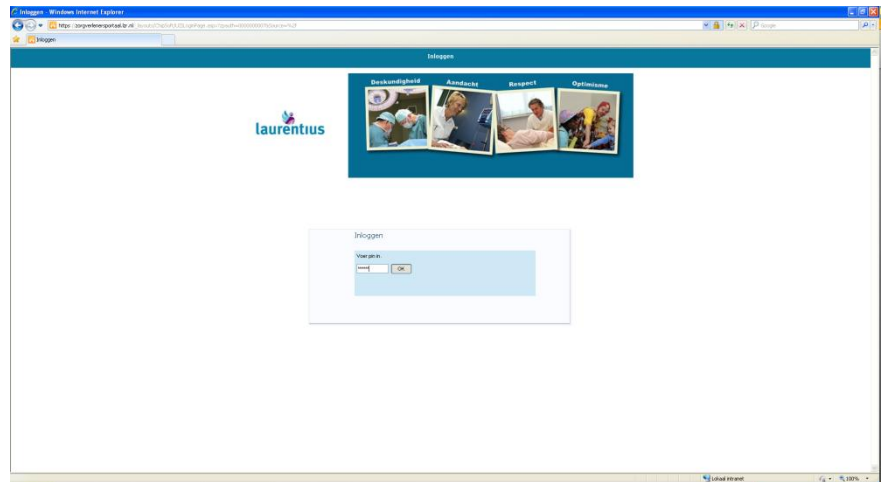 Inloggen - Windows Internet Explorer
Google
Inloggen
Inloggen
Deskundigheid Aandacht Respect Optimisme
laurentius
Inloggen
Voer pin in
OK
Lokaal intranet
100%